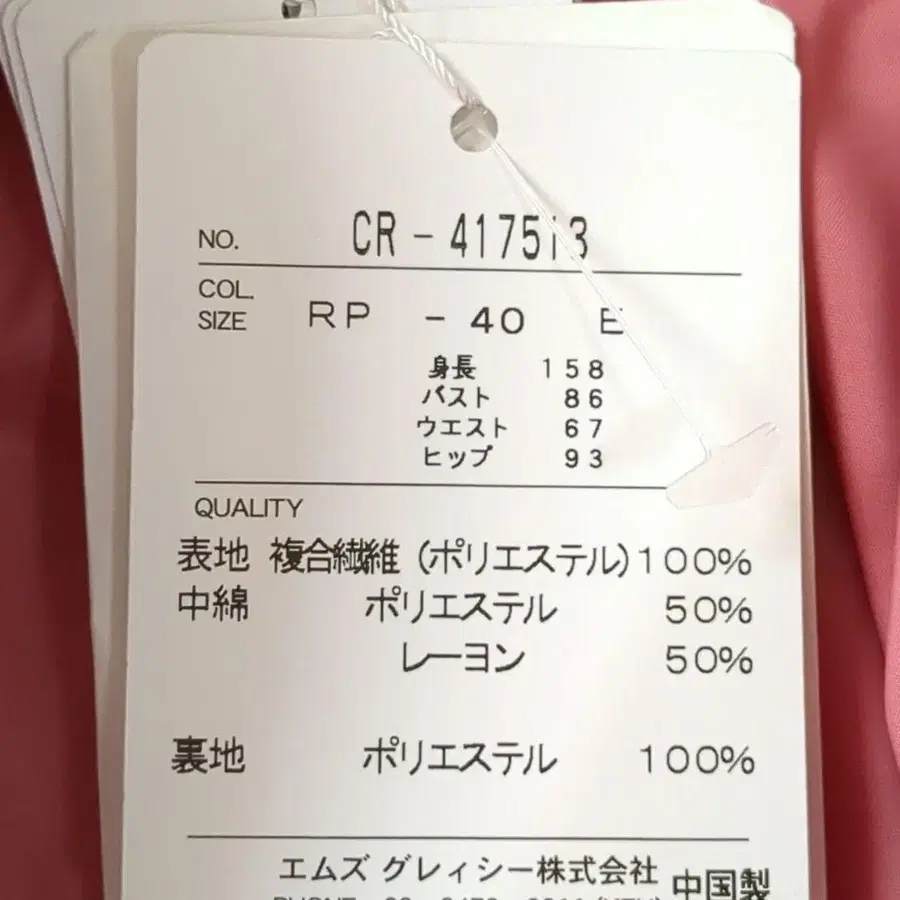 NO. CR-417513
COL.
SIZE RP -40 E
身長 158
バスト 86
ウエスト 67
ヒップ 93
QUALITY
表地 複合繊維(ポリエステル)100%
中綿 ポリエステル 50%
レーヨン 50%
裏地 ポリエステル 100%
エムズ グレィシー株式会社 中国製